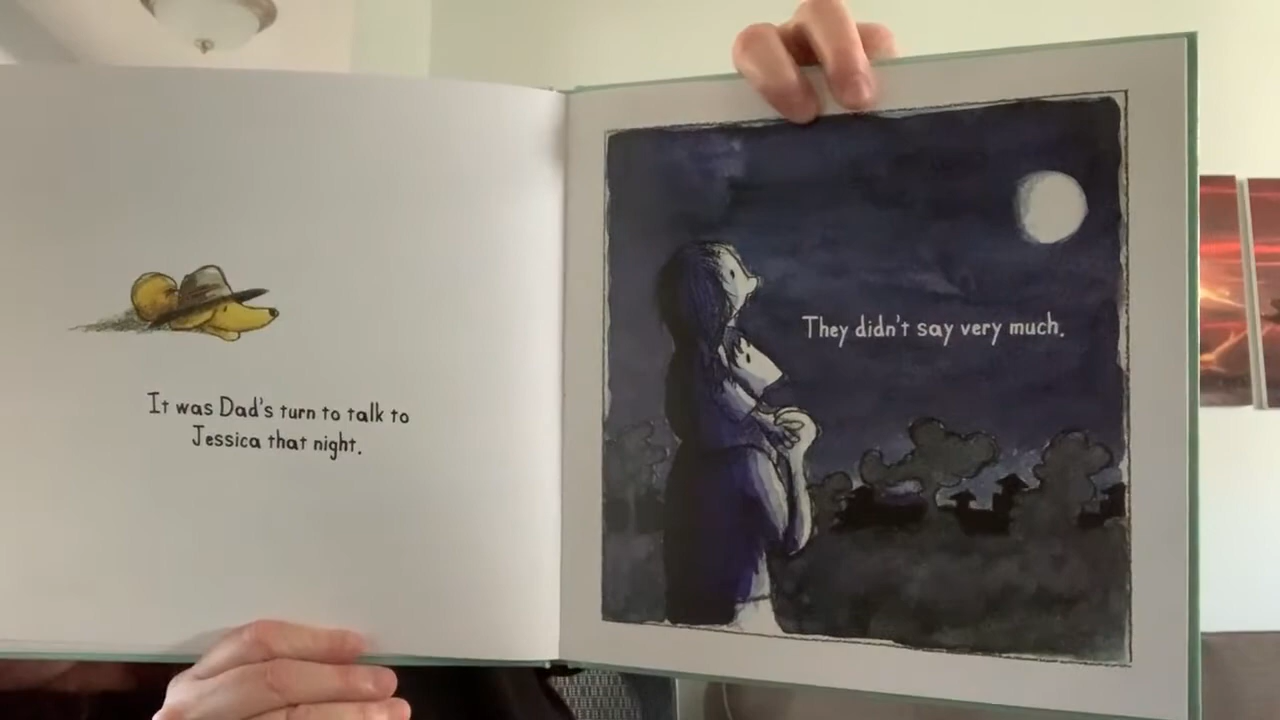 It was Dad's turn to talk to
Jessica that night.
They didn't say very much.